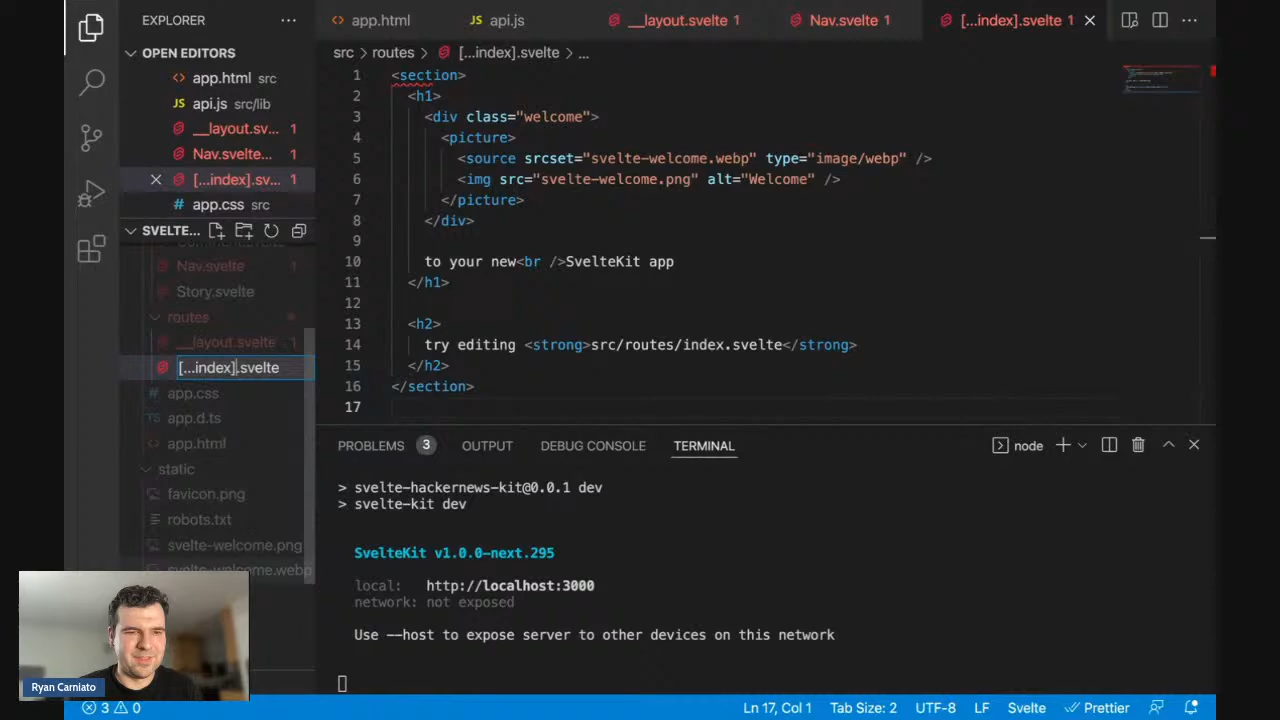 EXPLORER
OPEN EDITORS
app.html src
api.js src/lib
__layout.sv... 1
Nav.svelte... 1
[...index].sv... 1
app.css src
SVELTE...
Nav.svelte 1
Story.svelte
routes
__layout.svelte 1
[...index].svelte
app.css
app.d.ts
app.html
static
favicon.png
robots.txt
svelte-welcome.png
svelte-welcome.webp
Ryan Carniato
app.html JS api.js __layout.svelte 1 Nav.svelte 1 [...index].svelte 1
src > routes > [...index].svelte > ...
1 <section>
2 <h1>
3 <div class="welcome">
4 <picture>
5 <source srcset="svelte-welcome.webp" type="image/webp" />
6 <img src="svelte-welcome.png" alt="Welcome" />
7 </picture>
8 </div>
9
10 to your new<br />SvelteKit app
11 </h1>
12
13 <h2>
14 try editing <strong>src/routes/index.svelte</strong>
15 </h2>
16 </section>
17
PROBLEMS 3 OUTPUT DEBUG CONSOLE TERMINAL node
> svelte-hackernews-kit@0.0.1 dev
> svelte-kit dev
SvelteKit v1.0.0-next.295
local: http://localhost:3000
network: not exposed
Use --host to expose server to other devices on this network
3 0 Ln 17, Col 1 Tab Size: 2 UTF-8 LF Svelte Prettier